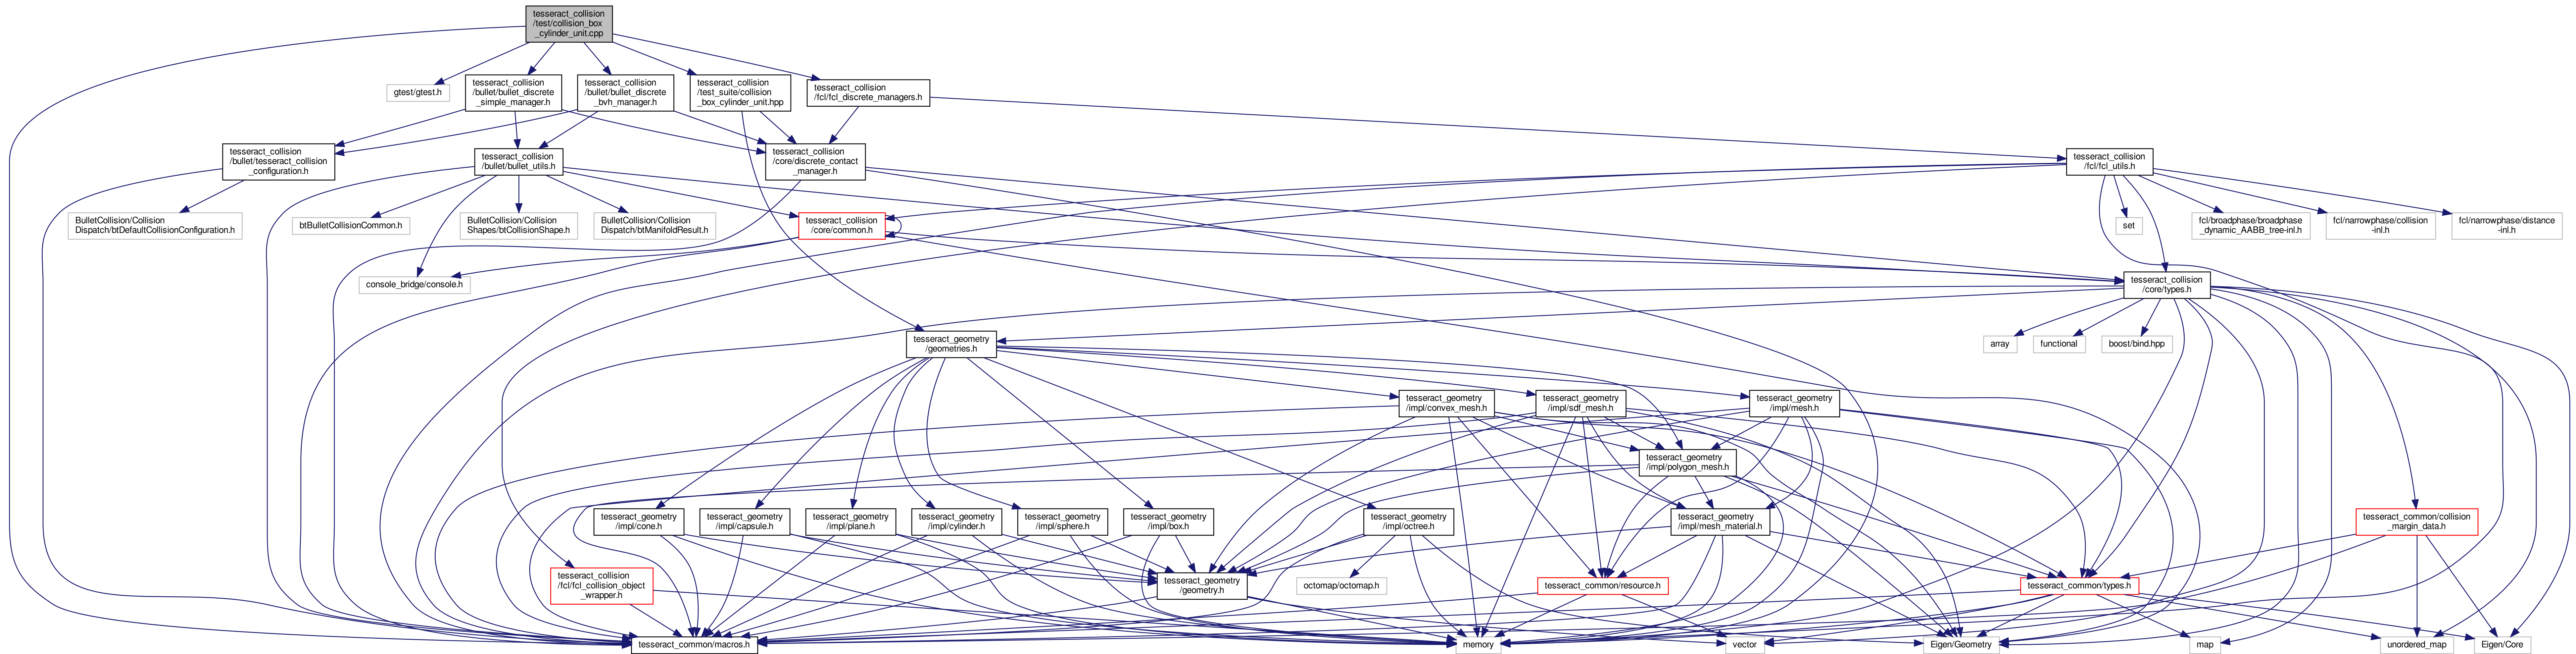 tesseract_collision
/test/collision_box
_cylinder_unit.cpp
gtest/gtest.h
tesseract_collision
/bullet/bullet_discrete
_simple_manager.h
tesseract_collision
/bullet/bullet_discrete
_bvh_manager.h
tesseract_collision
/test_suite/collision
_box_cylinder_unit.hpp
tesseract_collision
/fcl/fcl_discrete_managers.h
tesseract_collision
/bullet/tesseract_collision
_configuration.h
tesseract_collision
/bullet/bullet_utils.h
tesseract_collision
/core/discrete_contact
_manager.h
tesseract_collision
/fcl/fcl_utils.h
BulletCollision/Collision
Dispatch/btDefaultCollisionConfiguration.h
btBulletCollisionCommon.h
BulletCollision/Collision
Shapes/btCollisionShape.h
BulletCollision/Collision
Dispatch/btManifoldResult.h
tesseract_collision
/core/common.h
set
fcl/broadphase/broadphase
_dynamic_AABB_tree-inl.h
fcl/narrowphase/collision
-inl.h
fcl/narrowphase/distance
-inl.h
console_bridge/console.h
tesseract_collision
/core/types.h
tesseract_geometry
/geometries.h
array
functional
boost/bind.hpp
tesseract_geometry
/impl/convex_mesh.h
tesseract_geometry
/impl/sdf_mesh.h
tesseract_geometry
/impl/mesh.h
tesseract_geometry
/impl/polygon_mesh.h
tesseract_geometry
/impl/cone.h
tesseract_geometry
/impl/capsule.h
tesseract_geometry
/impl/plane.h
tesseract_geometry
/impl/cylinder.h
tesseract_geometry
/impl/sphere.h
tesseract_geometry
/impl/box.h
tesseract_geometry
/impl/octree.h
tesseract_geometry
/impl/mesh_material.h
tesseract_common/collision
_margin_data.h
tesseract_collision
/fcl/fcl_collision_object
_wrapper.h
tesseract_geometry
/geometry.h
octomap/octomap.h
tesseract_common/resource.h
tesseract_common/types.h
tesseract_common/macros.h
memory
vector
Eigen/Geometry
map
unordered_map
Eigen/Core